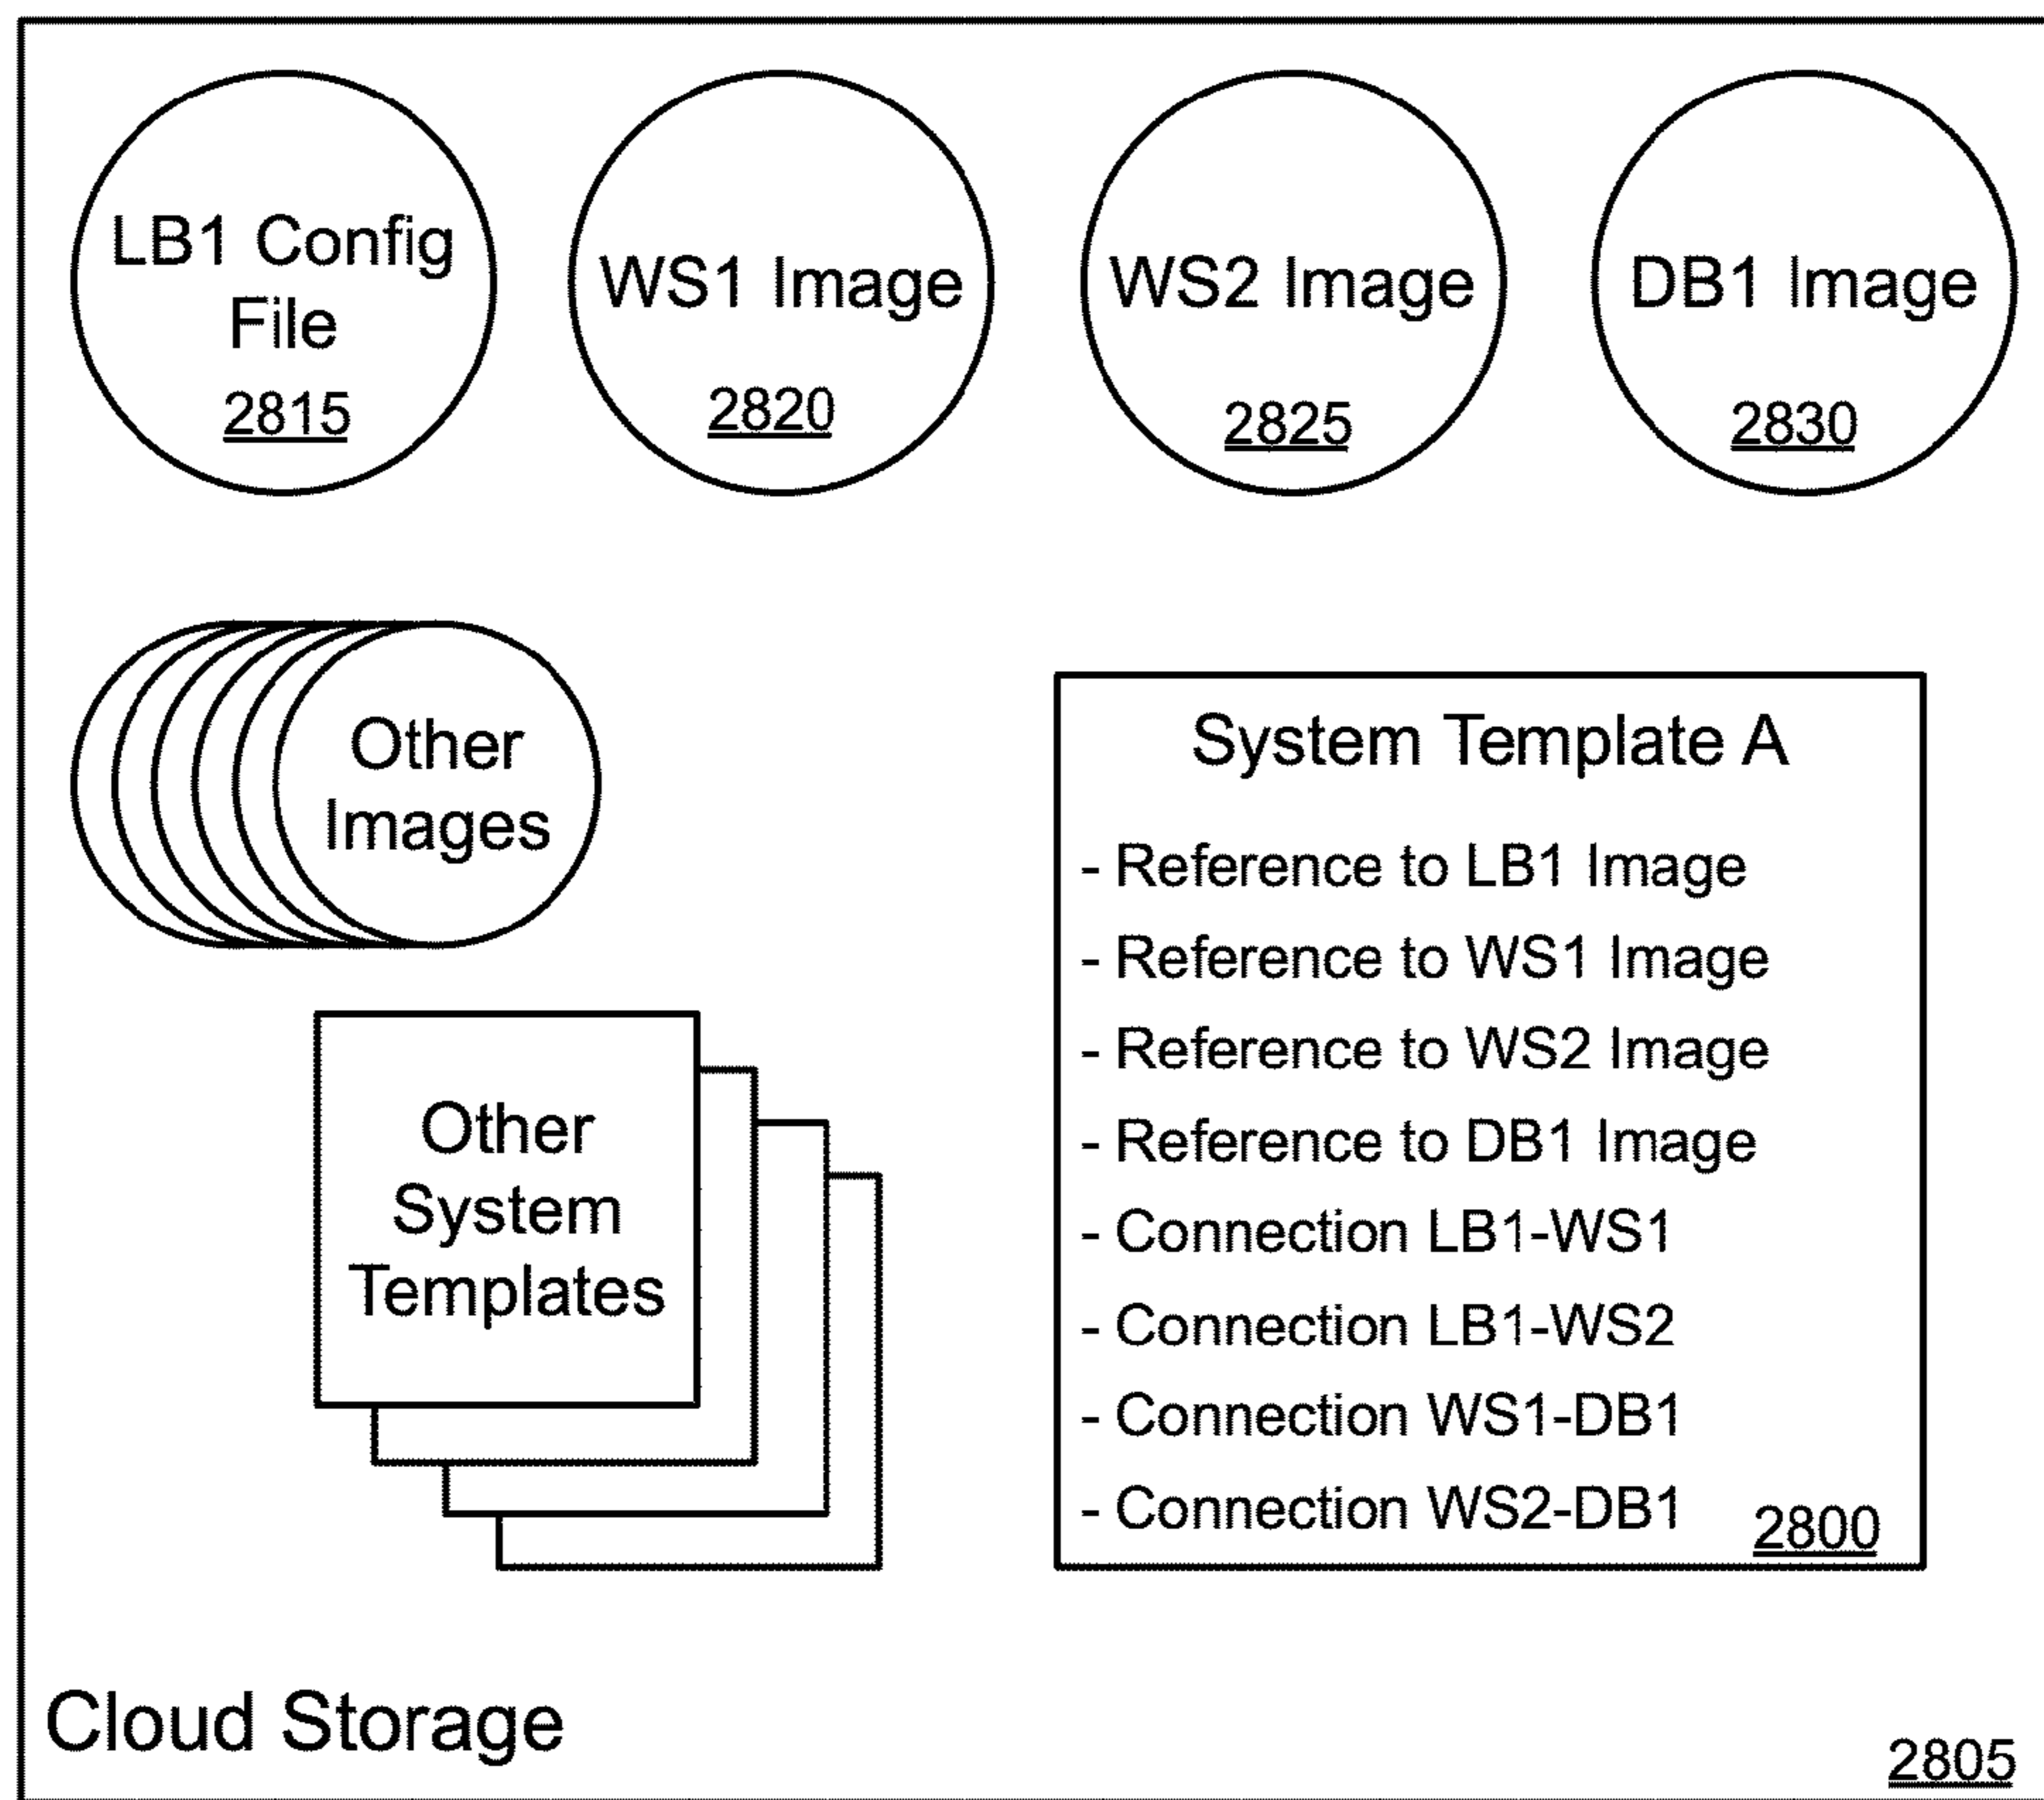 LB1 Config
File
2815
WS1 Image
2820
WS2 Image
2825
DB1 Image
2830
Other
Images
Other
System
Templates
System Template A
- Reference to LB1 Image
- Reference to WS1 Image
- Reference to WS2 Image
- Reference to DB1 Image
- Connection LB1-WS1
- Connection LB1-WS2
- Connection WS1-DB1
- Connection WS2-DB1
2800
Cloud Storage
2805